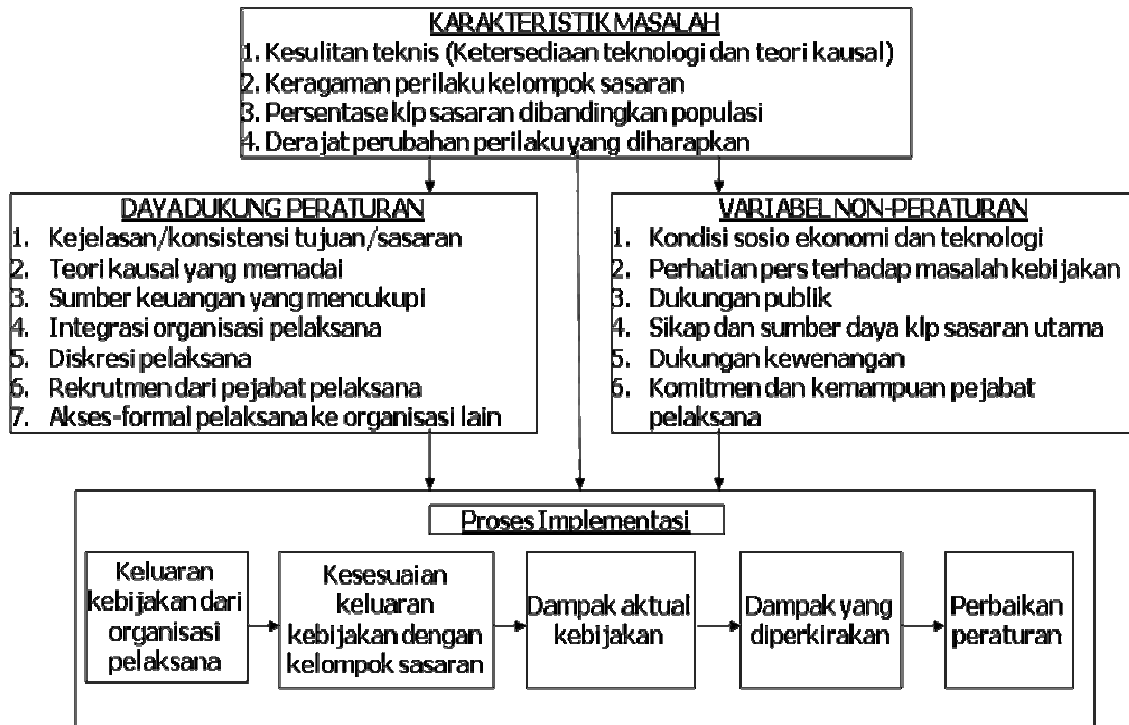 KARAKTERISTIK MASALAH
1. Kesulitan teknis (Ketersediaan teknologi dan teori kausal)
2. Keragaman perilaku kelompok sasaran
3. Persentase klp sasaran dibandingkan populasi
4. Derajat perubahan perilaku yang diharapkan
DAYA DUKUNG PERATURAN
1. Kejelasan/konsistensi tujuan/sasaran
2. Teori kausal yang memadai
3. Sumber keuangan yang mencukupi
4. Integrasi organisasi pelaksana
5. Diskresi pelaksana
6. Rekrutmen dari pejabat pelaksana
7. Akses-formal pelaksana ke organisasi lain
VARIABEL NON-PERATURAN
1. Kondisi sosio ekonomi dan teknologi
2. Perhatian pers terhadap masalah kebijakan
3. Dukungan publik
4. Sikap dan sumber daya klp sasaran utama
5. Dukungan kewenangan
6. Komitmen dan kemampuan pejabat
pelaksana
Proses Implementasi
Keluaran
kebijakan dari
organisasi
pelaksana
Kesesuaian
keluaran
kebijakan dengan
kelompok sasaran
Dampak aktual
kebijakan
Dampak yang
diperkirakan
Perbaikan
peraturan